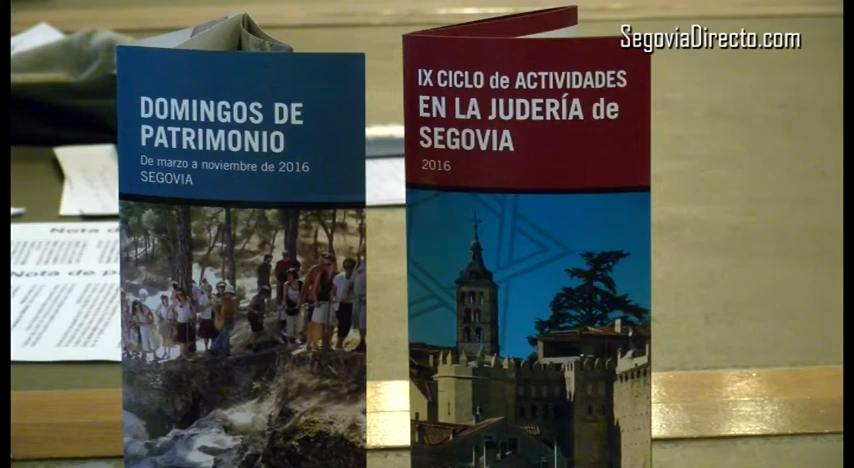 SegoviaDirecto.com
DOMINGOS DE
PATRIMONIO
De marzo a noviembre de 2016
SEGOVIA
IX CICLO de ACTIVIDADES
EN LA JUDERÍA de
SEGOVIA
2016
Nota d
Nota de p